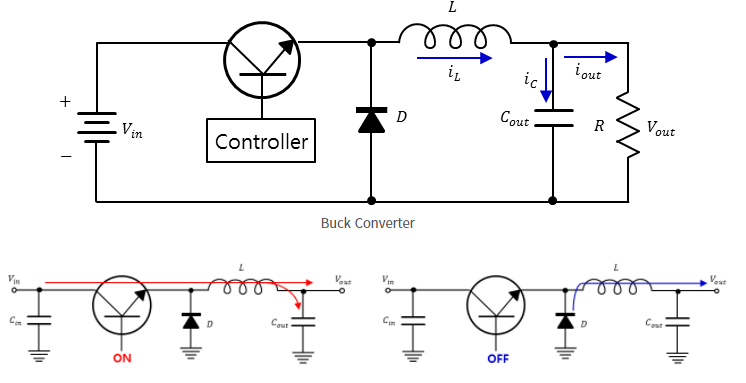 L
i_L
i_C
i_out
+
V_in
−
Controller
D
C_out
R
V_out
Buck Converter
V_in
L
V_out
C_in
D
C_out
ON
V_in
L
V_out
C_in
D
C_out
OFF